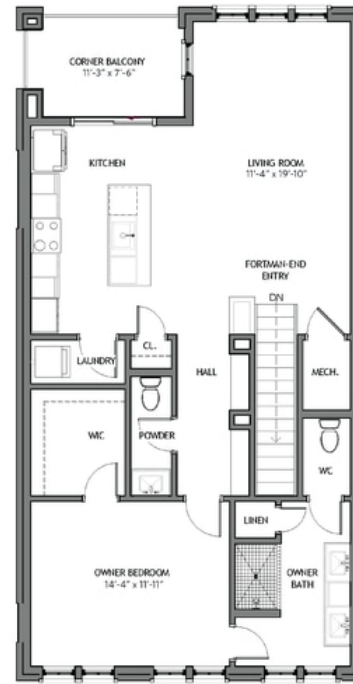 CORNER BALCONY
11'-3" x 7'-6"
KITCHEN
LIVING ROOM
11'-4" x 19'-10"
FORTMAN-END
ENTRY
DN
CL.
LAUNDRY
HALL
MECH.
WIC
POWDER
WC
LINEN
OWNER BEDROOM
14'-4" x 11'-11"
OWNER
BATH